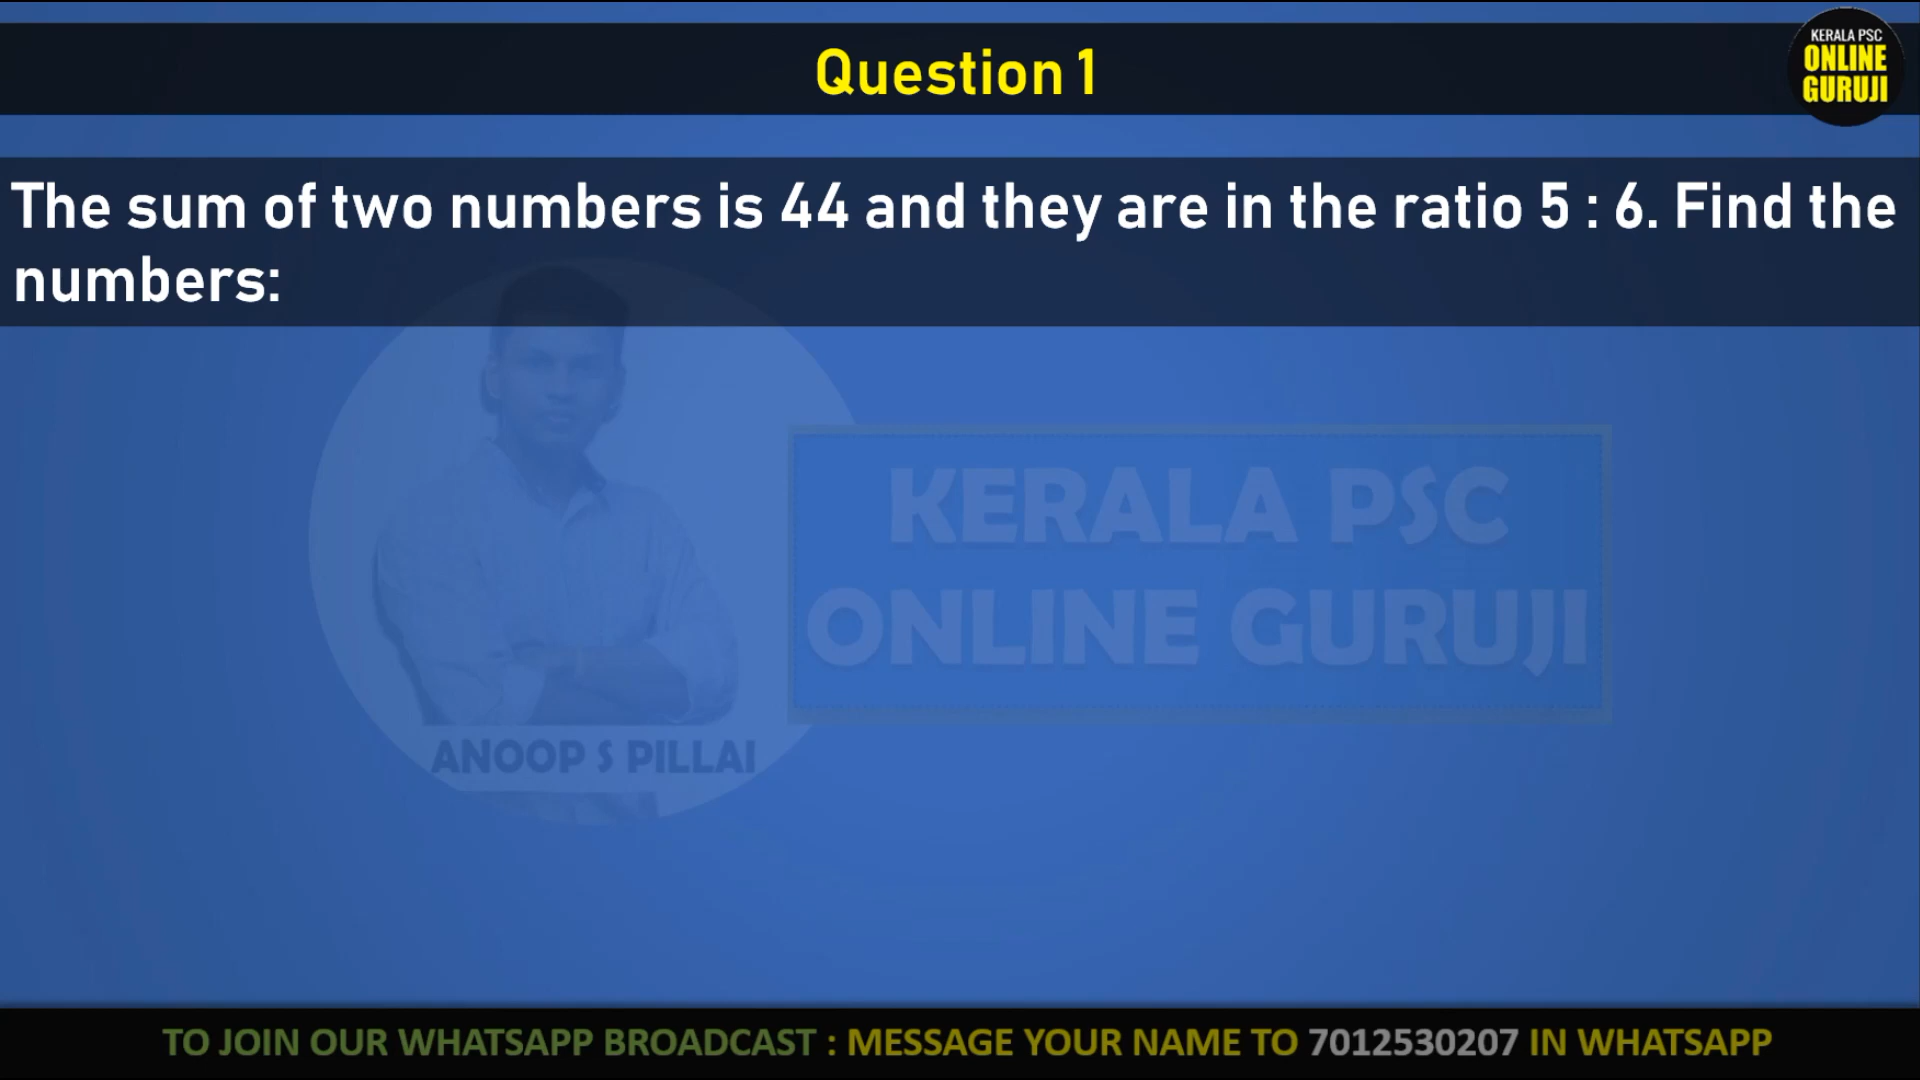 Question 1
KERALA PSC
ONLINE
GURUJI
The sum of two numbers is 44 and they are in the ratio 5 : 6. Find the
numbers:
KERALA PSC
ONLINE GURUJI
ANOOP S PILLAI
TO JOIN OUR WHATSAPP BROADCAST : MESSAGE YOUR NAME TO 7012530207 IN WHATSAPP